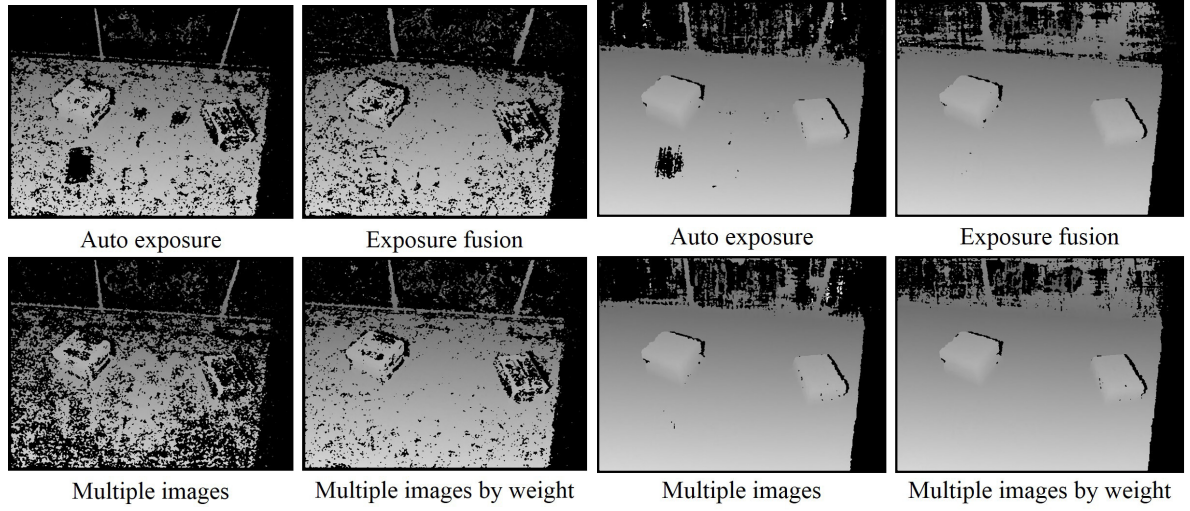 Auto exposure
Exposure fusion
Auto exposure
Exposure fusion
Multiple images
Multiple images by weight
Multiple images
Multiple images by weight